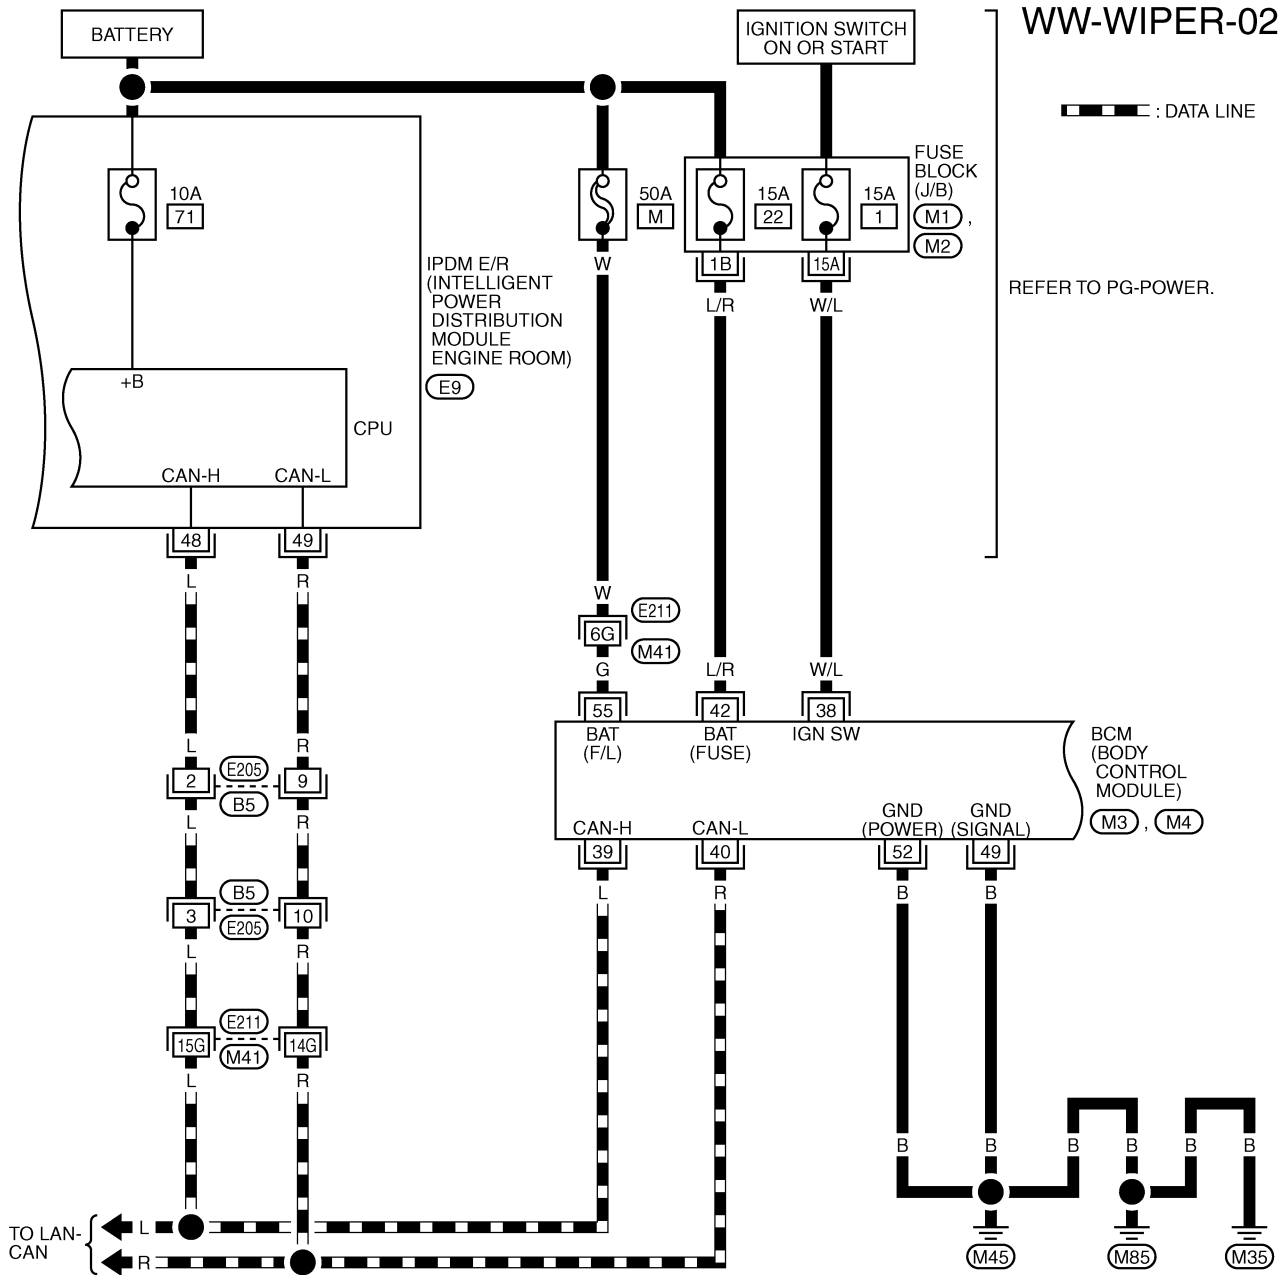 WW-WIPER-02
BATTERY
IGNITION SWITCH
ON OR START
: DATA LINE
10A
71
50A
M
15A
22
15A
1
FUSE
BLOCK
(J/B)
M1 ,
M2
W
1B
15A
L/R
W/L
REFER TO PG-POWER.
IPDM E/R
(INTELLIGENT
POWER
DISTRIBUTION
MODULE
ENGINE ROOM)
E9
+B
CPU
CAN-H
CAN-L
48
49
L
R
W
E211
6G
M41
G
L/R
W/L
55
42
38
BAT
(F/L)
BAT
(FUSE)
IGN SW
BCM
(BODY
CONTROL
MODULE)
M3 , M4
L
R
2
E205
9
B5
L
R
CAN-H
CAN-L
GND
(POWER)
GND
(SIGNAL)
39
40
52
49
L
R
B
B
B5
3
10
E205
L
R
E211
15G
14G
M41
L
R
B
B
B
B
B
B
TO LAN-
CAN
L
R
M45
M85
M35